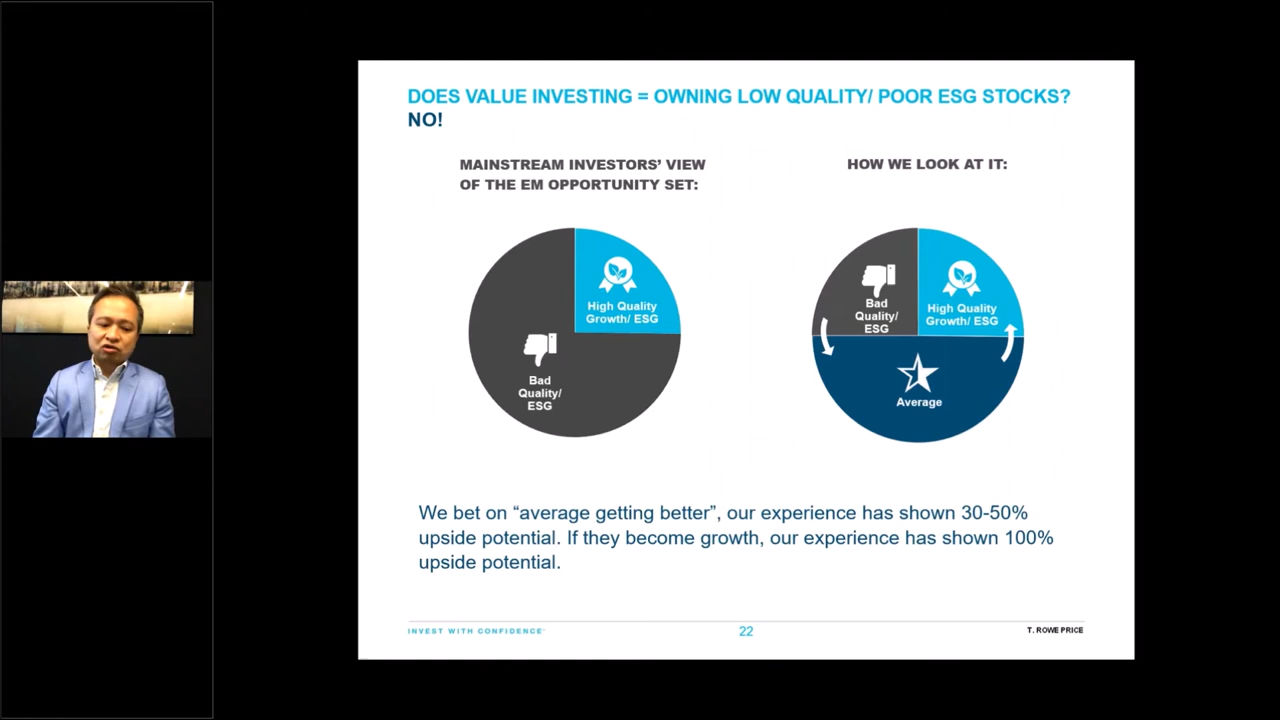 DOES VALUE INVESTING = OWNING LOW QUALITY/ POOR ESG STOCKS?
NO!
MAINSTREAM INVESTORS’ VIEW
OF THE EM OPPORTUNITY SET:
High Quality
Growth/ ESG
Bad
Quality/
ESG
HOW WE LOOK AT IT:
Bad
Quality/
ESG
High Quality
Growth/ ESG
Average
We bet on “average getting better”, our experience has shown 30-50%
upside potential. If they become growth, our experience has shown 100%
upside potential.
INVEST WITH CONFIDENCE
22
T. ROWE PRICE